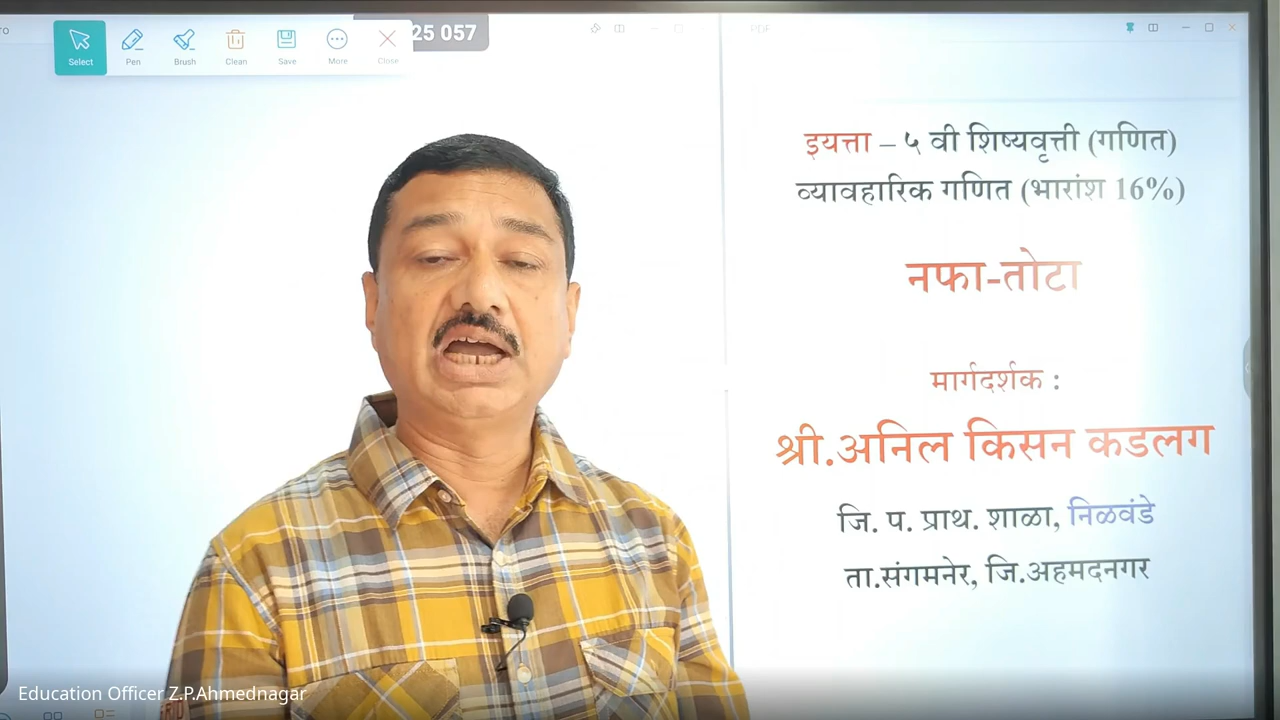 25 057
Select Pen Brush Clean Save More Close
PDF
इयत्ता – ५ वी शिष्यवृत्ती (गणित)
व्यावहारिक गणित (भारांश 16%)
नफा-तोटा
मार्गदर्शक :
श्री.अनिल किसन कडलग
जि. प. प्राथ. शाळा, निळवंडे
ता.संगमनेर, जि.अहमदनगर
Education Officer Z.P.Ahmednagar